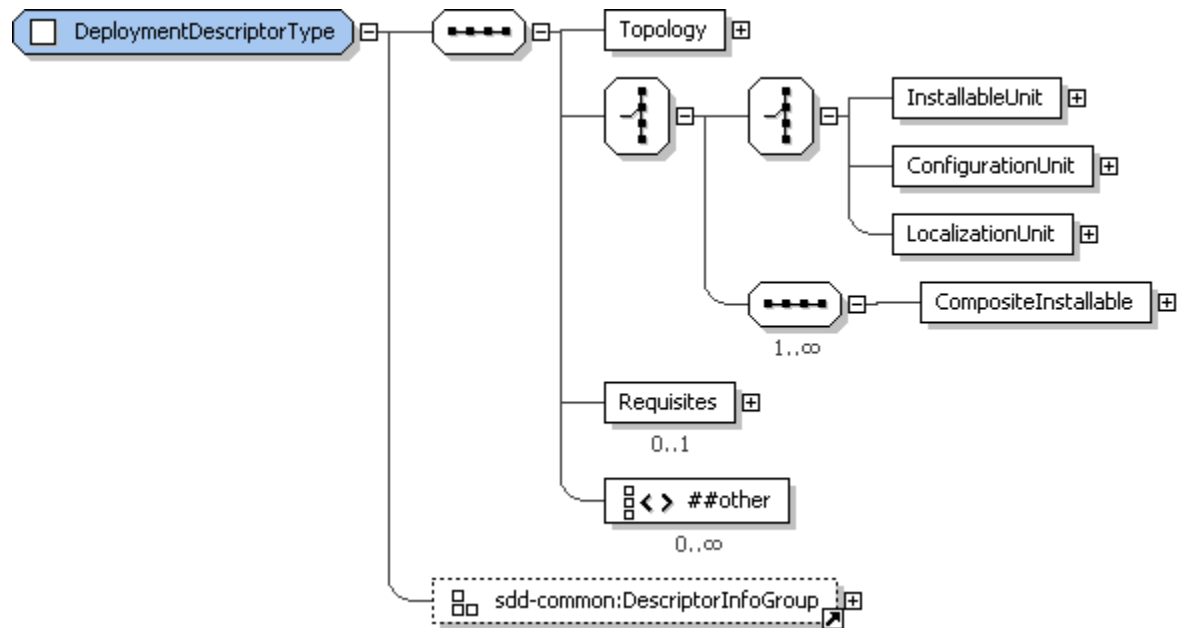 DeploymentDescriptorType
Topology
InstallableUnit
ConfigurationUnit
LocalizationUnit
CompositeInstallable
1..∞
Requisites
0..1
##other
0..∞
sdd-common:DescriptorInfoGroup